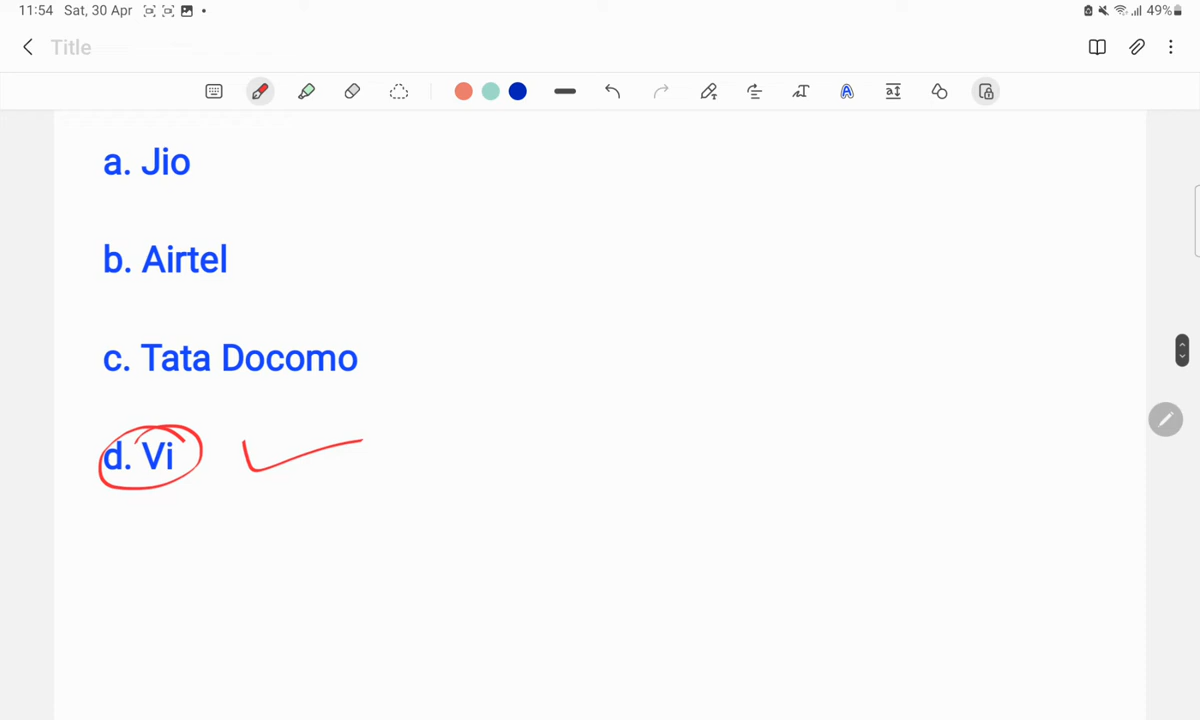 11:54 Sat, 30 Apr 49%
Title
a. Jio
b. Airtel
c. Tata Docomo
d. Vi